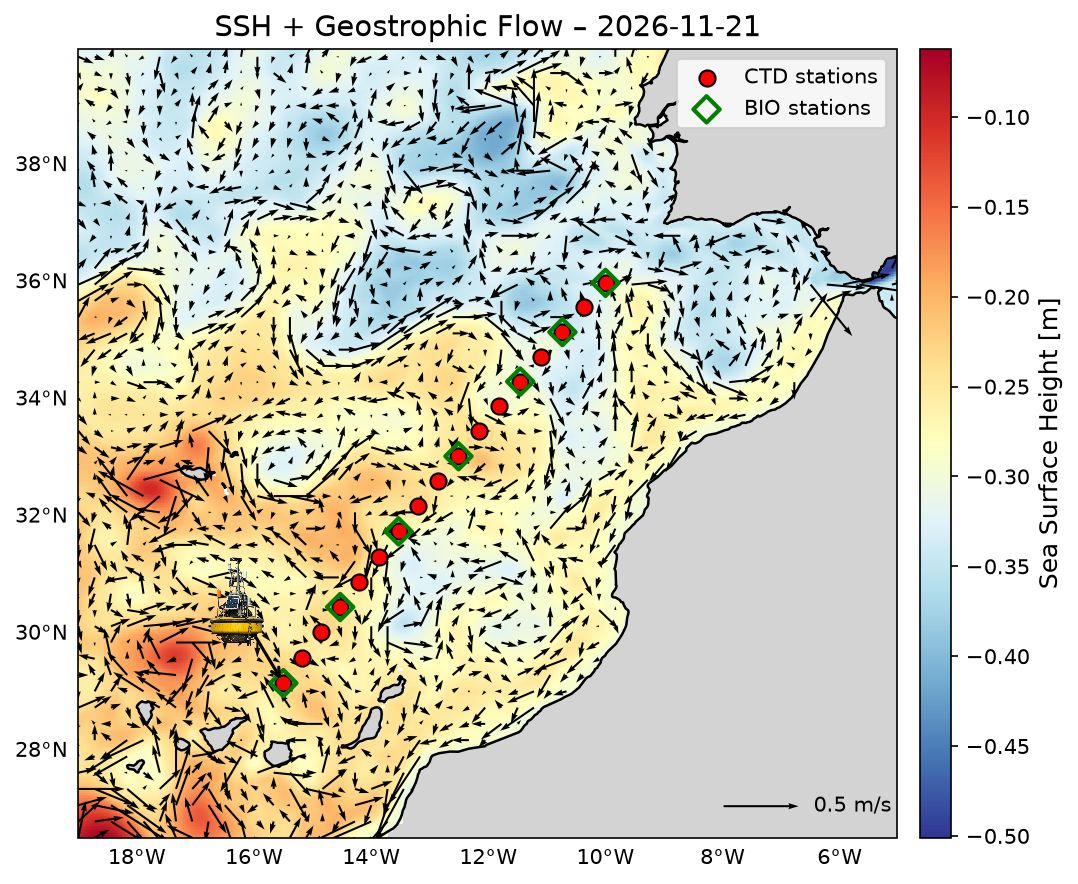 SSH + Geostrophic Flow – 2026-11-21
CTD stations
BIO stations
38°N
36°N
34°N
32°N
30°N
28°N
18°W
16°W
14°W
12°W
10°W
8°W
6°W
0.5 m/s
−0.10
−0.15
−0.20
−0.25
−0.30
−0.35
−0.40
−0.45
−0.50
Sea Surface Height [m]